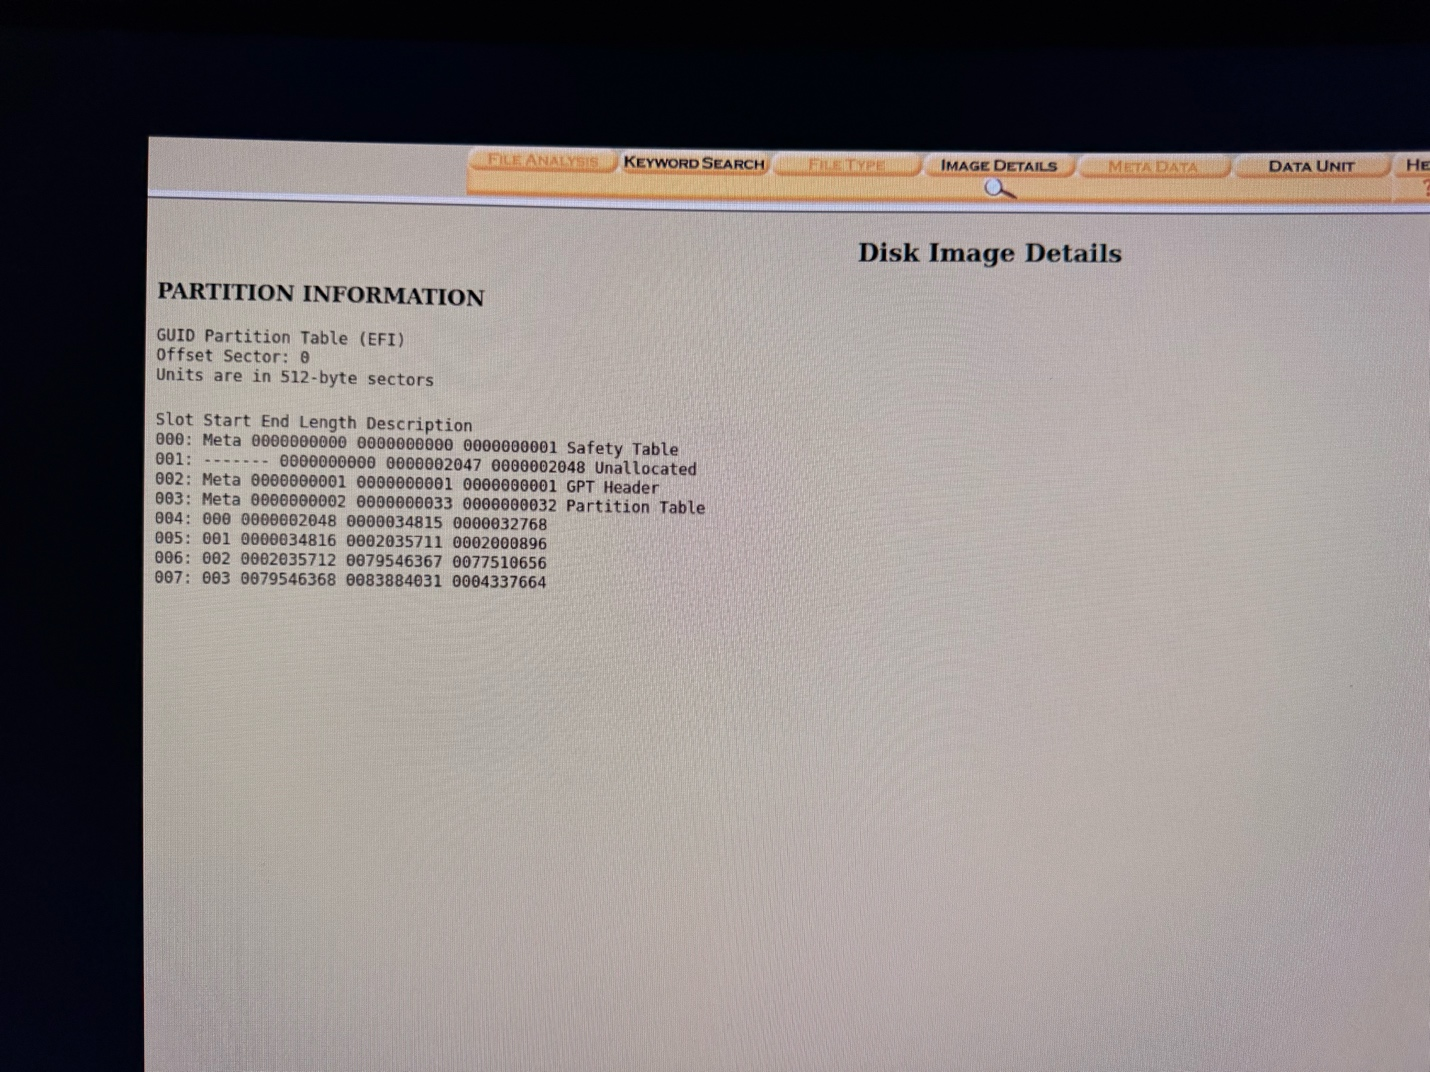 FILE ANALYSIS KEYWORD SEARCH FILE TYPE IMAGE DETAILS META DATA DATA UNIT
Disk Image Details
PARTITION INFORMATION
GUID Partition Table (EFI)
Offset Sector: 0
Units are in 512-byte sectors
Slot Start End Length Description
000: Meta 0000000000 0000000000 0000000001 Safety Table
001: ------- 0000000000 0000002047 0000002048 Unallocated
002: Meta 0000000001 0000000001 0000000001 GPT Header
003: Meta 0000000002 0000000033 0000000032 Partition Table
004: 000 0000002048 0000034815 0000032768
005: 001 0000034816 0002035711 0002000896
006: 002 0002035712 0079546367 0077510656
007: 003 0079546368 0083884031 0004337664